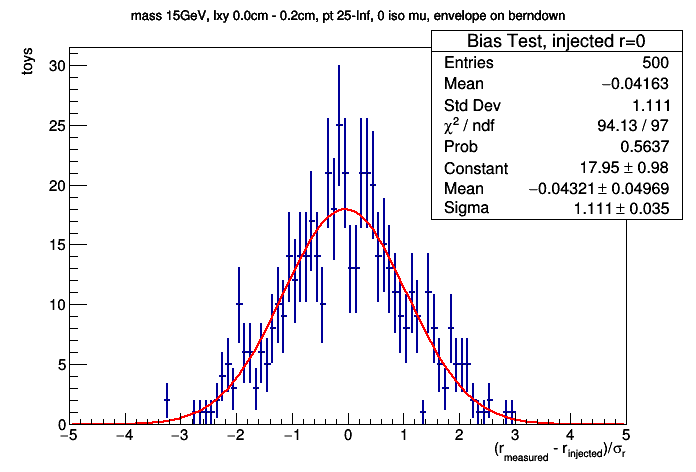 mass 15GeV, lxy 0.0cm - 0.2cm, pt 25-Inf, 0 iso mu, envelope on berndown
toys
Bias Test, injected r=0
Entries 500
Mean −0.04163
Std Dev 1.111
χ² / ndf 94.13 / 97
Prob 0.5637
Constant 17.95 ± 0.98
Mean −0.04321 ± 0.04969
Sigma 1.111 ± 0.035
30
25
20
15
10
5
0
−5 −4 −3 −2 −1 0 1 2 3 4 5
(r_measured - r_injected)/σ_r